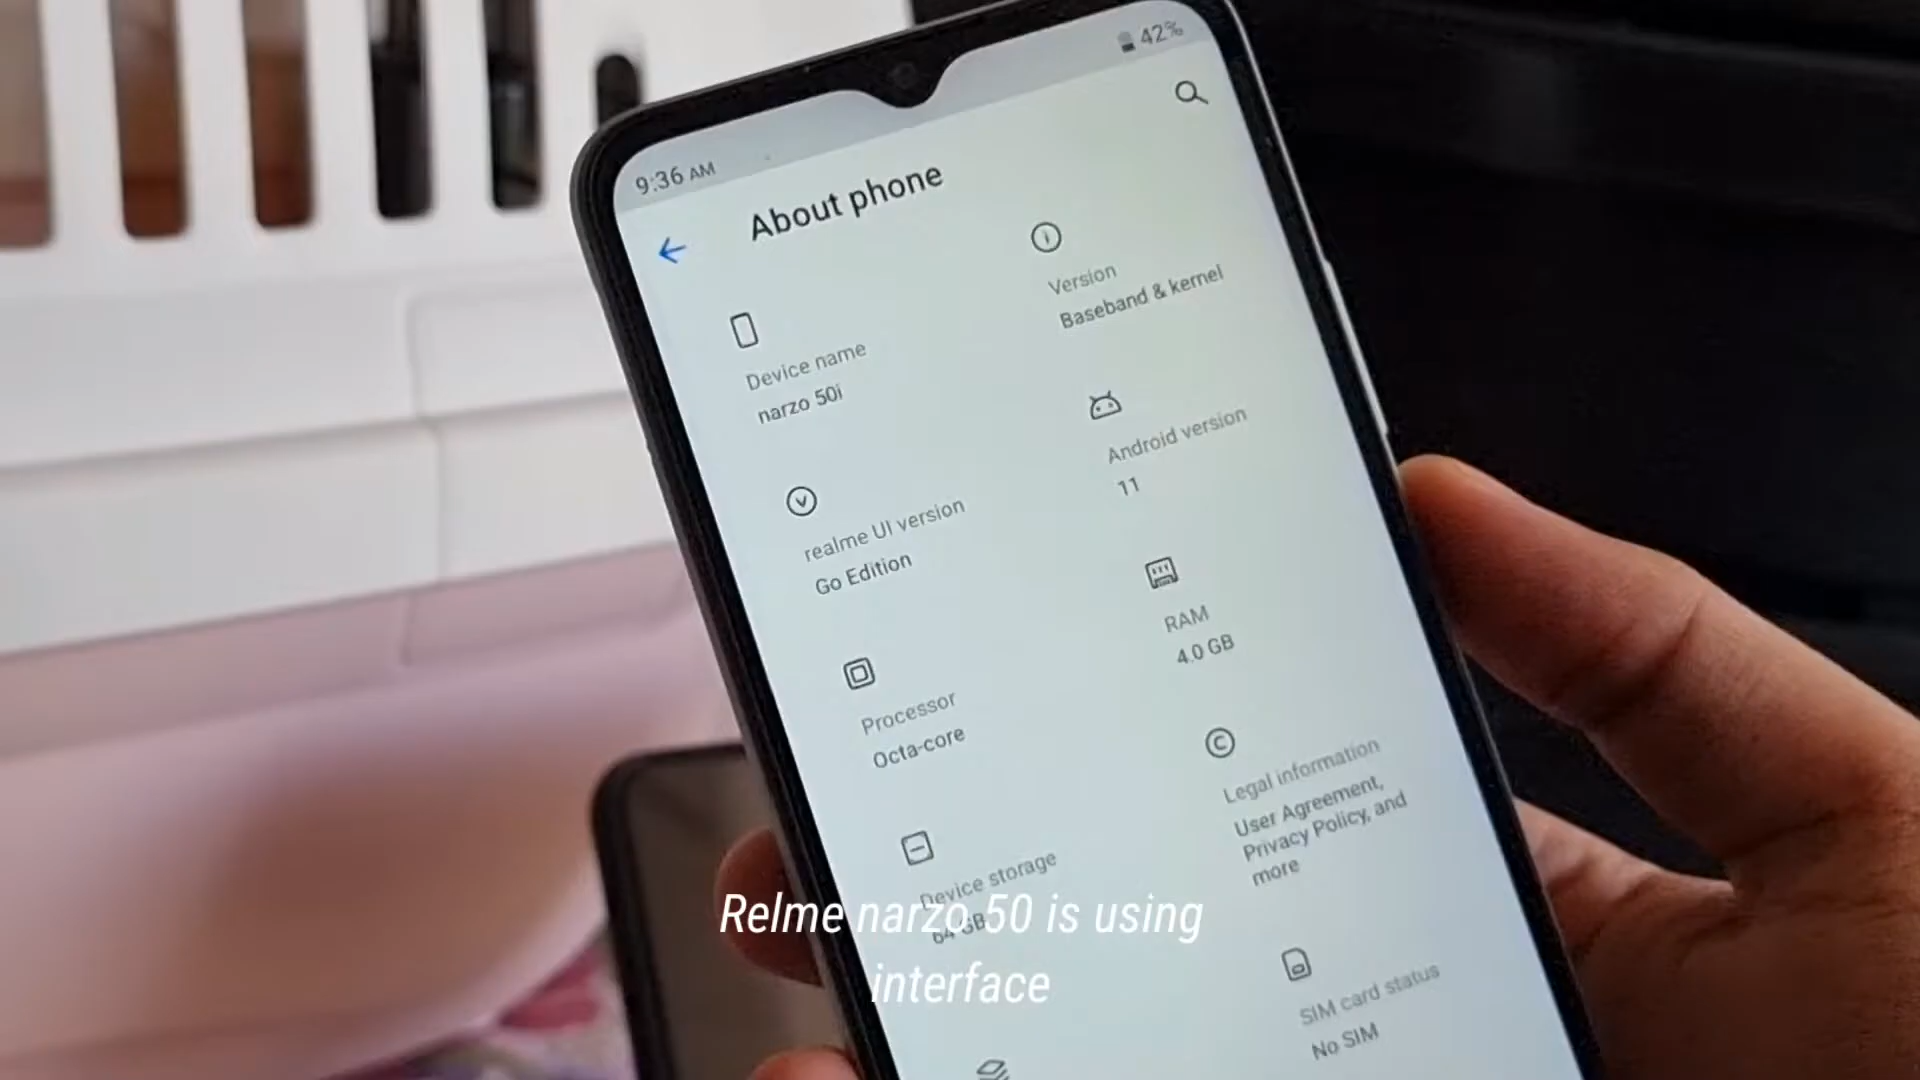 9:36 AM
42%
About phone
Device name
narzo 50i
Version
Baseband & kernel
realme UI version
Go Edition
Android version
11
Processor
Octa-core
RAM
4.0 GB
Device storage
64 GB
Legal information
User Agreement,
Privacy Policy, and
more
SIM card status
No SIM
Relme narzo 50 is using
interface